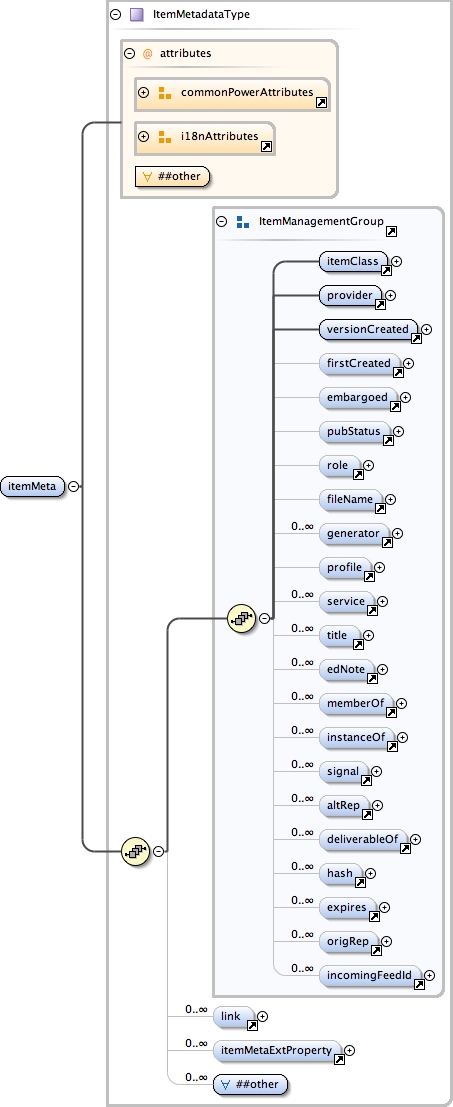 ItemMetadataType
@ attributes
commonPowerAttributes
i18nAttributes
∀ ##other
ItemManagementGroup
itemClass
provider
versionCreated
firstCreated
embargoed
pubStatus
role
itemMeta
fileName
0..∞ generator
profile
0..∞ service
0..∞ title
0..∞ edNote
0..∞ memberOf
0..∞ instanceOf
0..∞ signal
0..∞ altRep
0..∞ deliverableOf
0..∞ hash
0..∞ expires
0..∞ origRep
0..∞ incomingFeedId
0..∞ link
0..∞ itemMetaExtProperty
0..∞ ∀ ##other